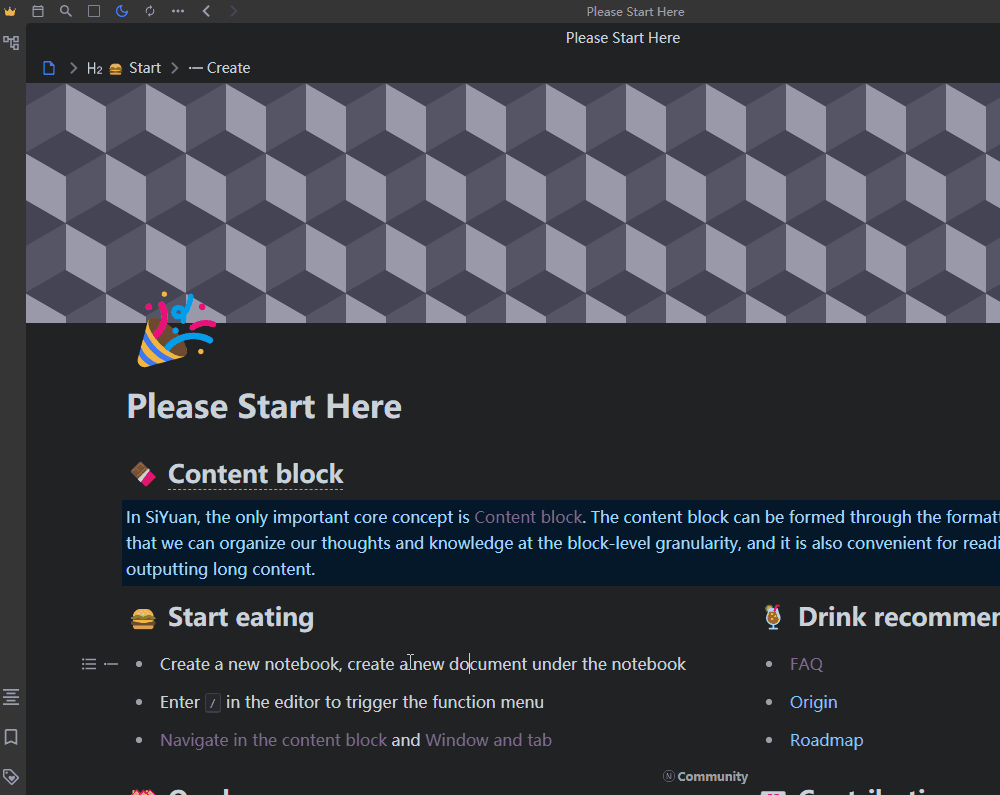 Please Start Here
Please Start Here
H2 Start Create
Please Start Here
Content block
In SiYuan, the only important core concept is Content block. The content block can be formed through the formatt
that we can organize our thoughts and knowledge at the block-level granularity, and it is also convenient for readi
outputting long content.
Start eating
Create a new notebook, create a new document under the notebook
Enter / in the editor to trigger the function menu
Navigate in the content block and Window and tab
Drink recommen
FAQ
Origin
Roadmap
N Community